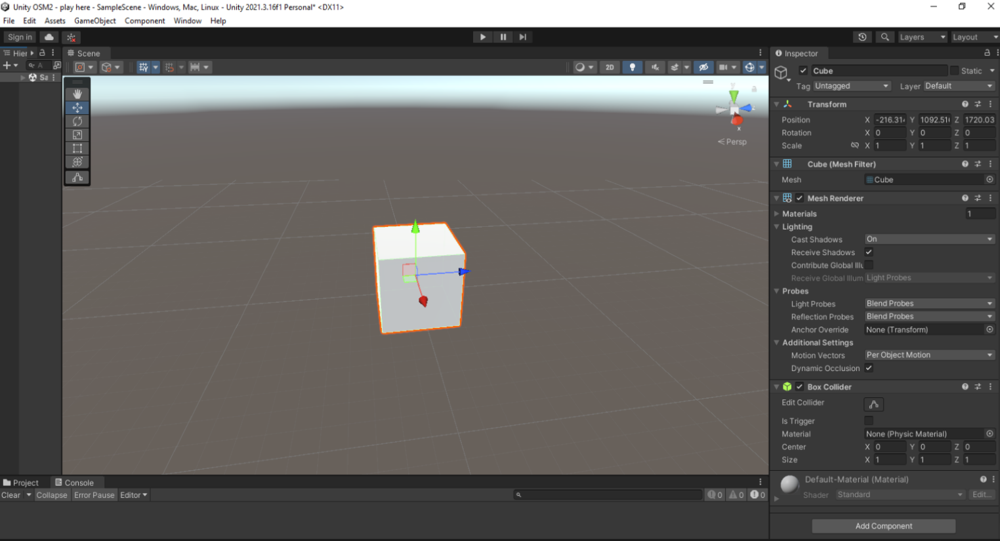 Unity OSM2 - play here - SampleScene - Windows, Mac, Linux - Unity 2021.3.16f1 Personal* <DX11>
File Edit Assets GameObject Component Window Help
Sign in Layers Layout
Hier Scene Inspector
A 2D
Sa
Cube Static
Tag Untagged Layer Default
Transform
Position X -216.31 Y 1092.51 Z 1720.03
Rotation X 0 Y 0 Z 0
Scale X 1 Y 1 Z 1
y
x
Persp
Cube (Mesh Filter)
Mesh Cube
Mesh Renderer
Materials 1
Lighting
Cast Shadows On
Receive Shadows
Contribute Global Illu
Receive Global Illum Light Probes
Probes
Light Probes Blend Probes
Reflection Probes Blend Probes
Anchor Override None (Transform)
Additional Settings
Motion Vectors Per Object Motion
Dynamic Occlusion
Box Collider
Edit Collider
Is Trigger
Material None (Physic Material)
Center X 0 Y 0 Z 0
Size X 1 Y 1 Z 1
Default-Material (Material)
Shader Standard Edit...
Add Component
Project Console
Clear Collapse Error Pause Editor 0 0 0